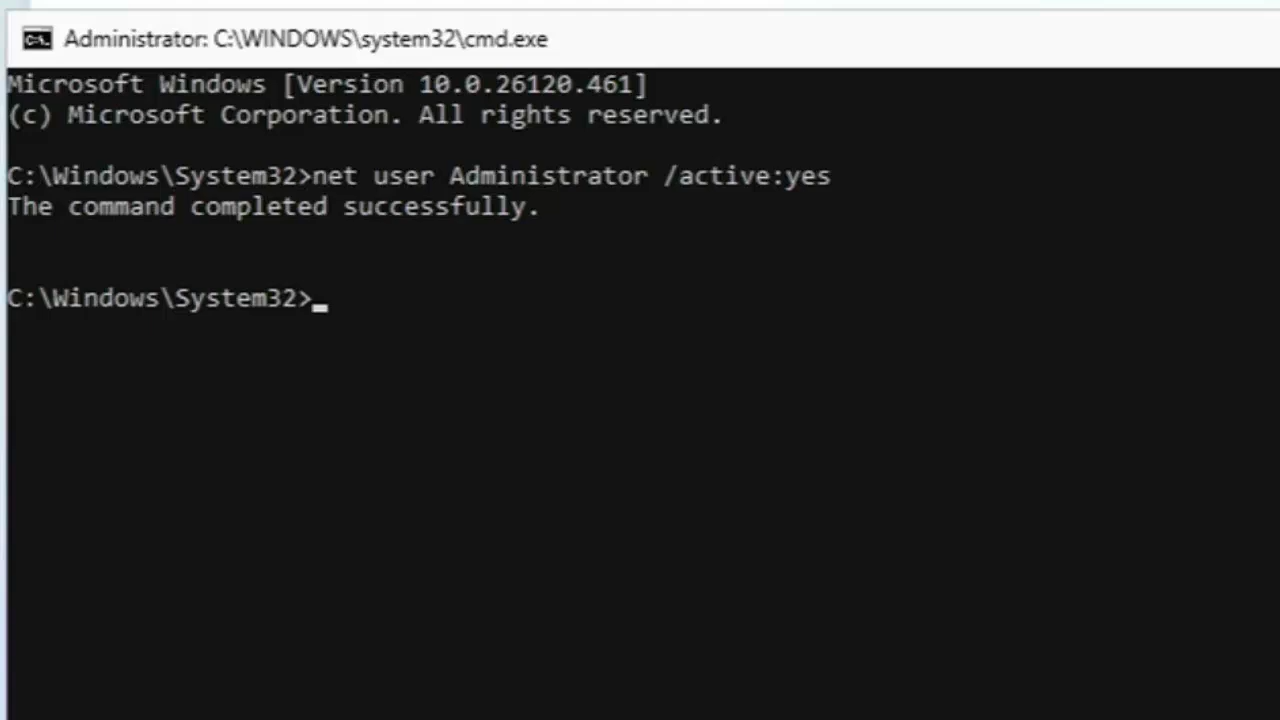 Administrator: C:\WINDOWS\system32\cmd.exe
Microsoft Windows [Version 10.0.26120.461]
(c) Microsoft Corporation. All rights reserved.
C:\Windows\System32>net user Administrator /active:yes
The command completed successfully.
C:\Windows\System32>